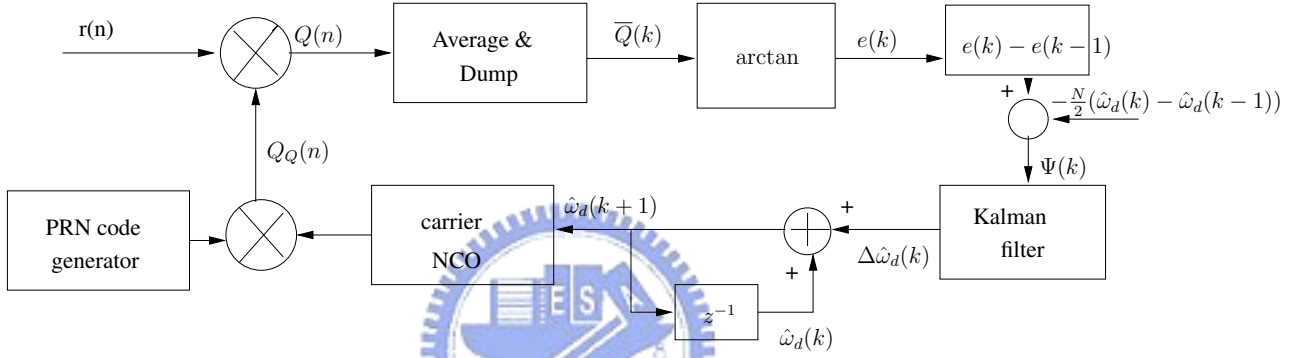 r(n)
Q(n)
Average &
Dump
Q̅(k)
arctan
e(k)
e(k) − e(k − 1)
+
−N/2(ω̂_d(k) − ω̂_d(k − 1))
Ψ(k)
Q_Q(n)
PRN code
generator
carrier
NCO
ω̂_d(k + 1)
+
+
Δω̂_d(k)
Kalman
filter
z⁻¹
ω̂_d(k)
E S